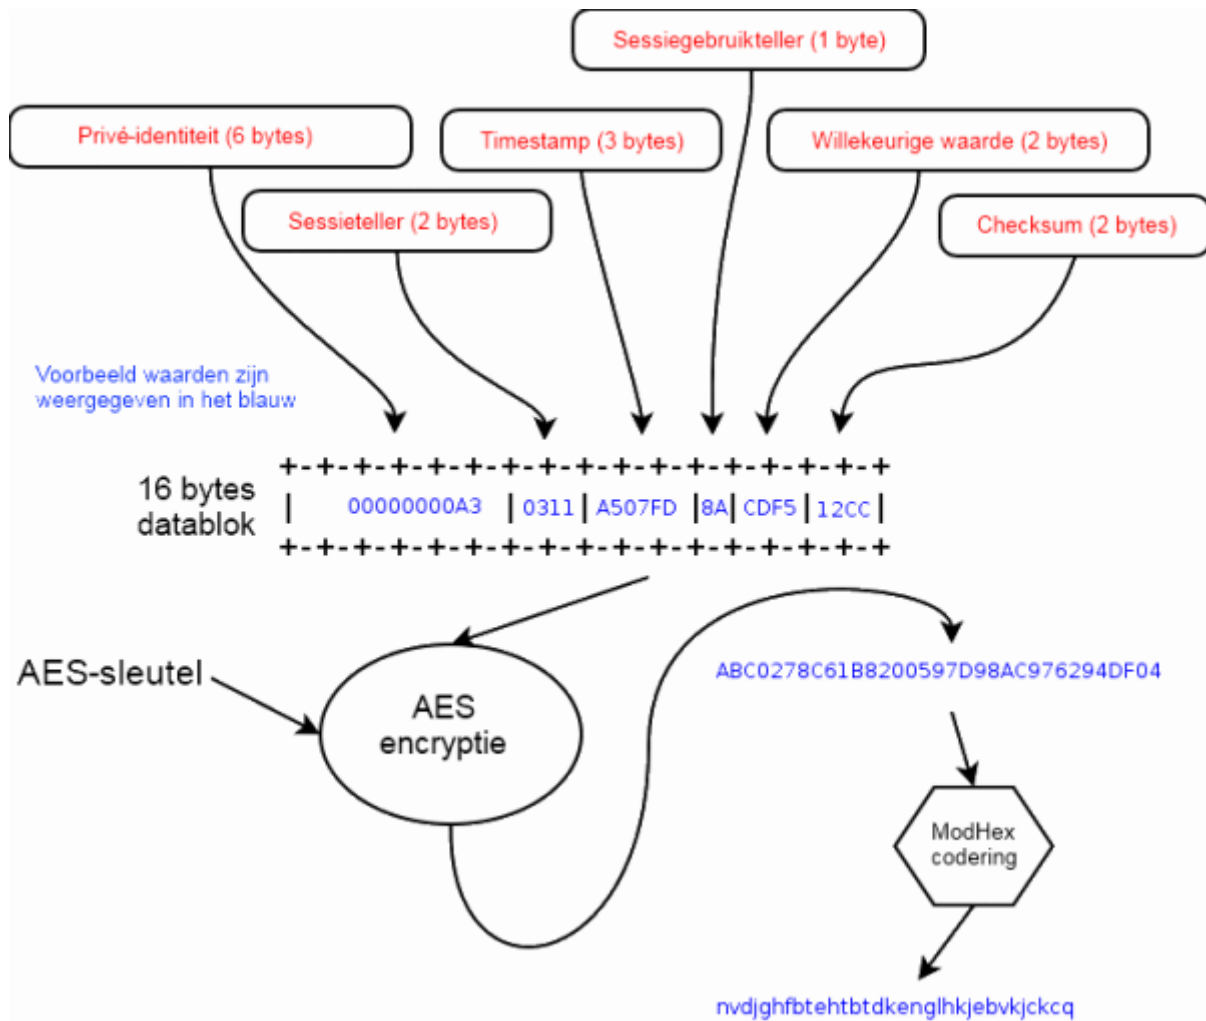 Sessiegebruikteller (1 byte)
Privé-identiteit (6 bytes)
Timestamp (3 bytes)
Willekeurige waarde (2 bytes)
Sessieteller (2 bytes)
Checksum (2 bytes)
Voorbeeld waarden zijn
weergegeven in het blauw
+-+-+-+-+-+-+-+-+-+-+-+-+-+-+-+-+
16 bytes
datablok
| 00000000A3 | 0311 | A507FD | 8A | CDF5 | 12CC |
+-+-+-+-+-+-+-+-+-+-+-+-+-+-+-+-+
AES-sleutel
AES
encryptie
ABC0278C61B8200597D98AC976294DF04
ModHex
codering
nvdjghfbtehtbtdkenglhkjebvkjckcq